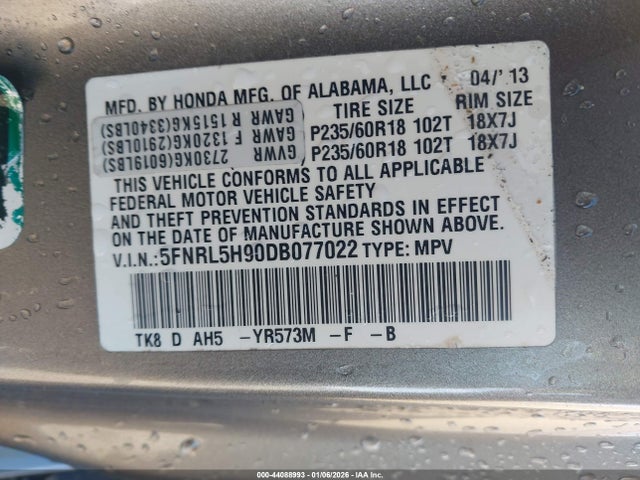 MFD. BY HONDA MFG. OF ALABAMA, LLC 04/'13
TIRE SIZE RIM SIZE
GVWR 2730KG(6019LBS) P235/60R18 102T 18X7J
GAWR F 1320KG(2910LBS) P235/60R18 102T 18X7J
GAWR R 1515KG(3340LBS)
THIS VEHICLE CONFORMS TO ALL APPLICABLE
FEDERAL MOTOR VEHICLE SAFETY
AND THEFT PREVENTION STANDARDS IN EFFECT
ON THE DATE OF MANUFACTURE SHOWN ABOVE.
V.I.N.:5FNRL5H90DB077022 TYPE: MPV
TK8 D AH5 -YR573M -F -B
000-44088993 - 01/06/2026 - IAA Inc.